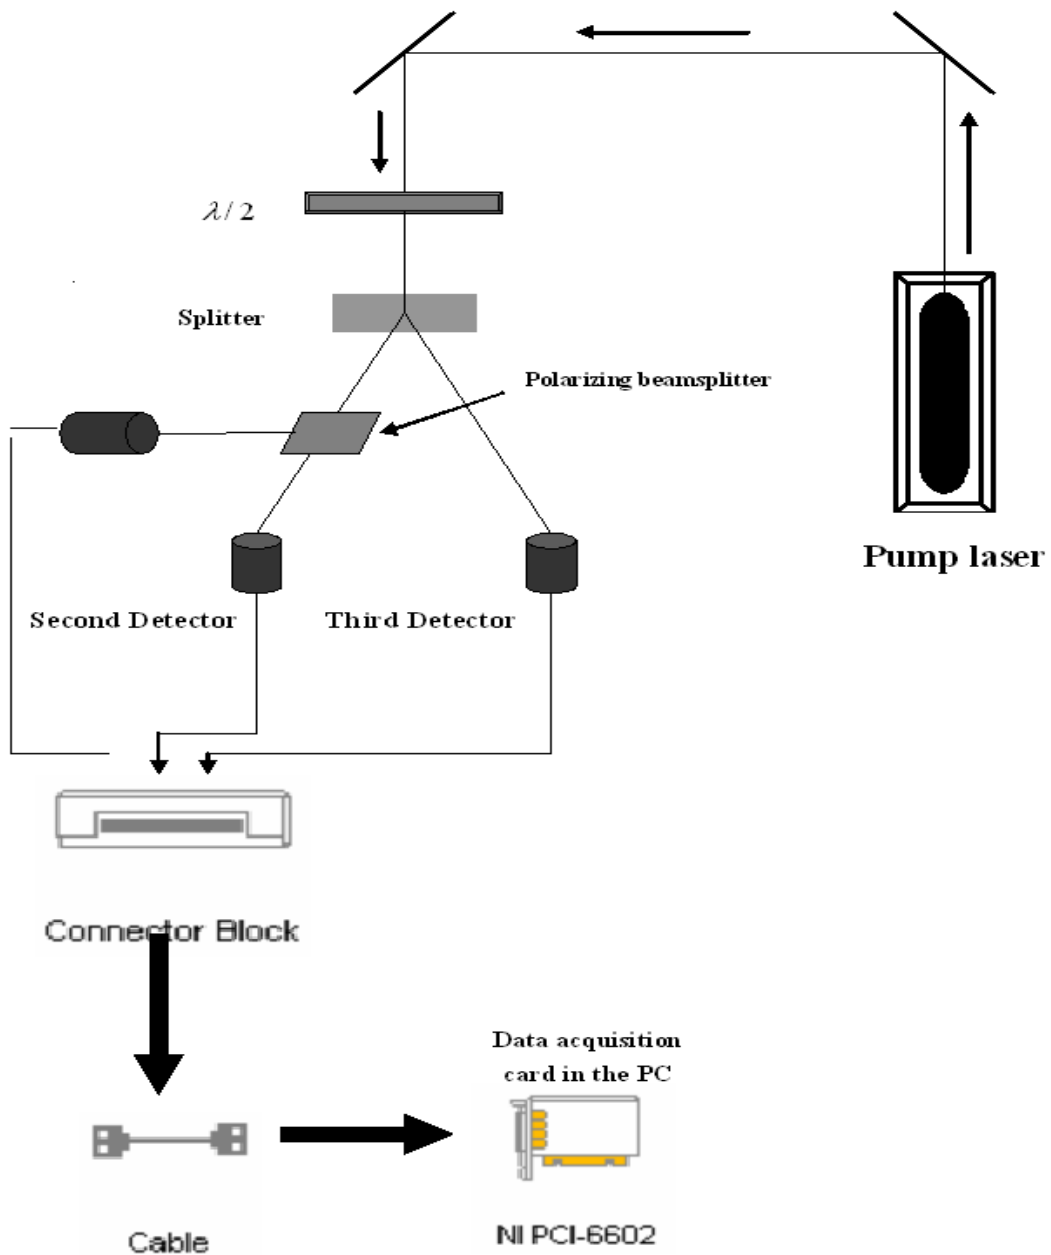 λ/2
Splitter
Polarizing beamsplitter
Pump laser
Second Detector
Third Detector
Connector Block
Data acquisition
card in the PC
Cable
NI PCI-6602